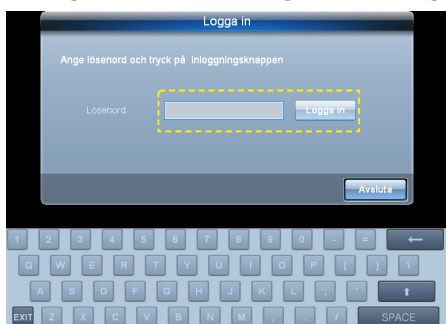 Logga in
Ange lösenord och tryck på inloggningsknappen
Lösenord Logga in
Avsluta
1 2 3 4 5 6 7 8 9 0 - = ←
Q W E R T Y U I O P [ ] \
A S D F G H J K L ; ' ↑
EXIT Z X C V B N M , . / SPACE